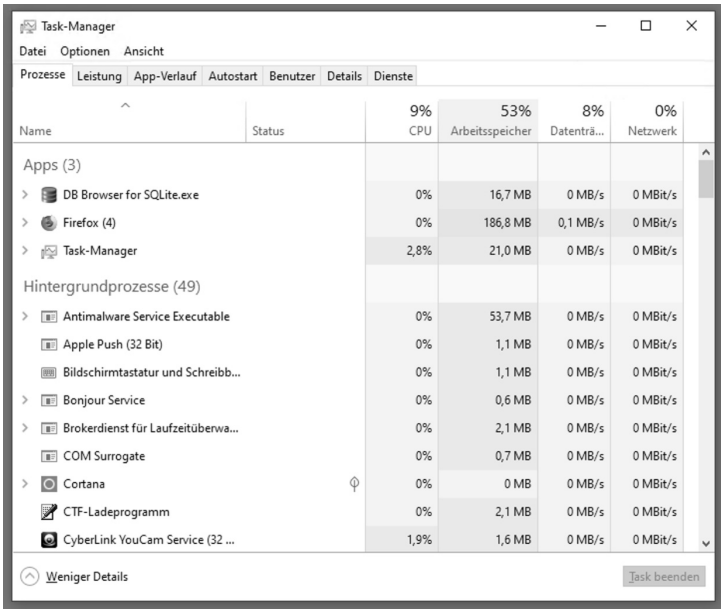 Task-Manager
Datei Optionen Ansicht
Prozesse Leistung App-Verlauf Autostart Benutzer Details Dienste
9% 53% 8% 0%
Name Status CPU Arbeitsspeicher Datenträ... Netzwerk
Apps (3)
DB Browser for SQLite.exe 0% 16,7 MB 0 MB/s 0 MBit/s
Firefox (4) 0% 186,8 MB 0,1 MB/s 0 MBit/s
Task-Manager 2,8% 21,0 MB 0 MB/s 0 MBit/s
Hintergrundprozesse (49)
Antimalware Service Executable 0% 53,7 MB 0 MB/s 0 MBit/s
Apple Push (32 Bit) 0% 1,1 MB 0 MB/s 0 MBit/s
Bildschirmtastatur und Schreibb... 0% 1,1 MB 0 MB/s 0 MBit/s
Bonjour Service 0% 0,6 MB 0 MB/s 0 MBit/s
Brokerdienst für Laufzeitüberwa... 0% 2,1 MB 0 MB/s 0 MBit/s
COM Surrogate 0% 0,7 MB 0 MB/s 0 MBit/s
Cortana 0% 0 MB 0 MB/s 0 MBit/s
CTF-Ladeprogramm 0% 2,1 MB 0 MB/s 0 MBit/s
CyberLink YouCam Service (32 ... 1,9% 1,6 MB 0 MB/s 0 MBit/s
Weniger Details Task beenden